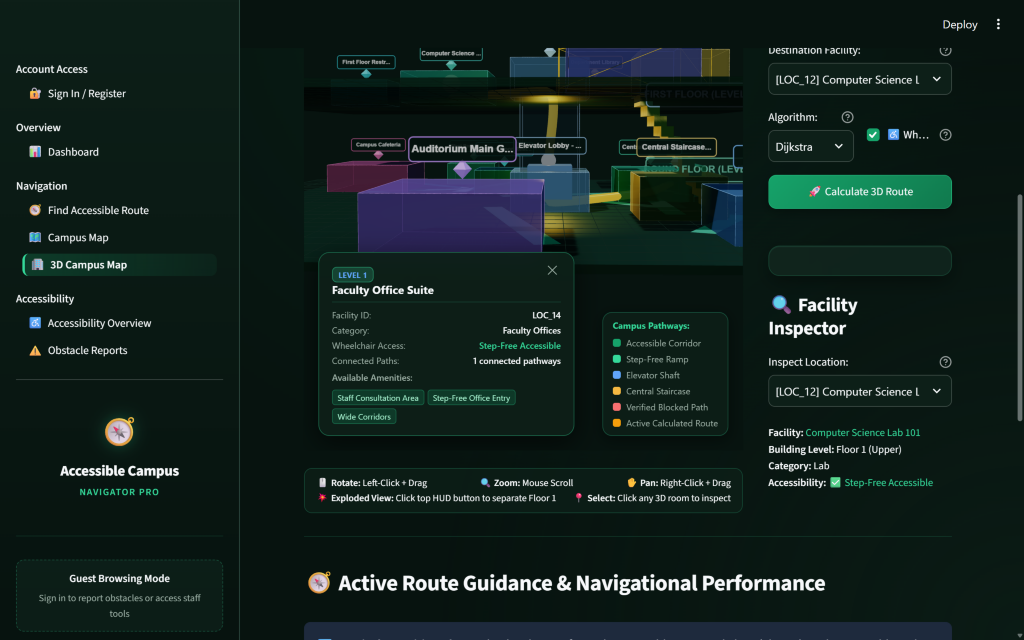 Deploy
Account Access
Sign In / Register
Overview
Dashboard
Navigation
Find Accessible Route
Campus Map
3D Campus Map
Accessibility
Accessibility Overview
Obstacle Reports
Accessible Campus
NAVIGATOR PRO
Guest Browsing Mode
Sign in to report obstacles or access staff
tools
First Floor Restr...
Computer Science ...
FIRST FLOOR (LEVEL
Campus Cafeteria
Auditorium Main G...
Elevator Lobby - ...
Cent
Central Staircase...
GROUND FLOOR (LEVEL
LEVEL 1
Faculty Office Suite
Facility ID: LOC_14
Category: Faculty Offices
Wheelchair Access: Step-Free Accessible
Connected Paths: 1 connected pathways
Available Amenities:
Staff Consultation Area
Step-Free Office Entry
Wide Corridors
Campus Pathways:
Accessible Corridor
Step-Free Ramp
Elevator Shaft
Central Staircase
Verified Blocked Path
Active Calculated Route
Rotate: Left-Click + Drag
Zoom: Mouse Scroll
Pan: Right-Click + Drag
Exploded View: Click top HUD button to separate Floor 1
Select: Click any 3D room to inspect
Destination Facility:
[LOC_12] Computer Science L
Algorithm:
Dijkstra
Wh...
Calculate 3D Route
Facility
Inspector
Inspect Location:
[LOC_12] Computer Science L
Facility: Computer Science Lab 101
Building Level: Floor 1 (Upper)
Category: Lab
Accessibility: Step-Free Accessible
Active Route Guidance & Navigational Performance